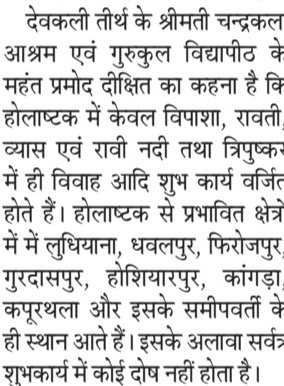 देवकली तीर्थ के श्रीमती चन्द्रकला
आश्रम एवं गुरुकुल विद्यापीठ के
महंत प्रमोद दीक्षित का कहना है कि
होलाष्टक में केवल विपाशा, रावती,
व्यास एवं रावी नदी तथा त्रिपुष्कर
में ही विवाह आदि शुभ कार्य वर्जित
होते हैं। होलाष्टक से प्रभावित क्षेत्रों
में में लुधियाना, धवलपुर, फिरोजपुर,
गुरदासपुर, होशियारपुर, कांगड़ा,
कपूरथला और इसके समीपवर्ती के
ही स्थान आते हैं। इसके अलावा सर्वत्र
शुभकार्य में कोई दोष नहीं होता है।